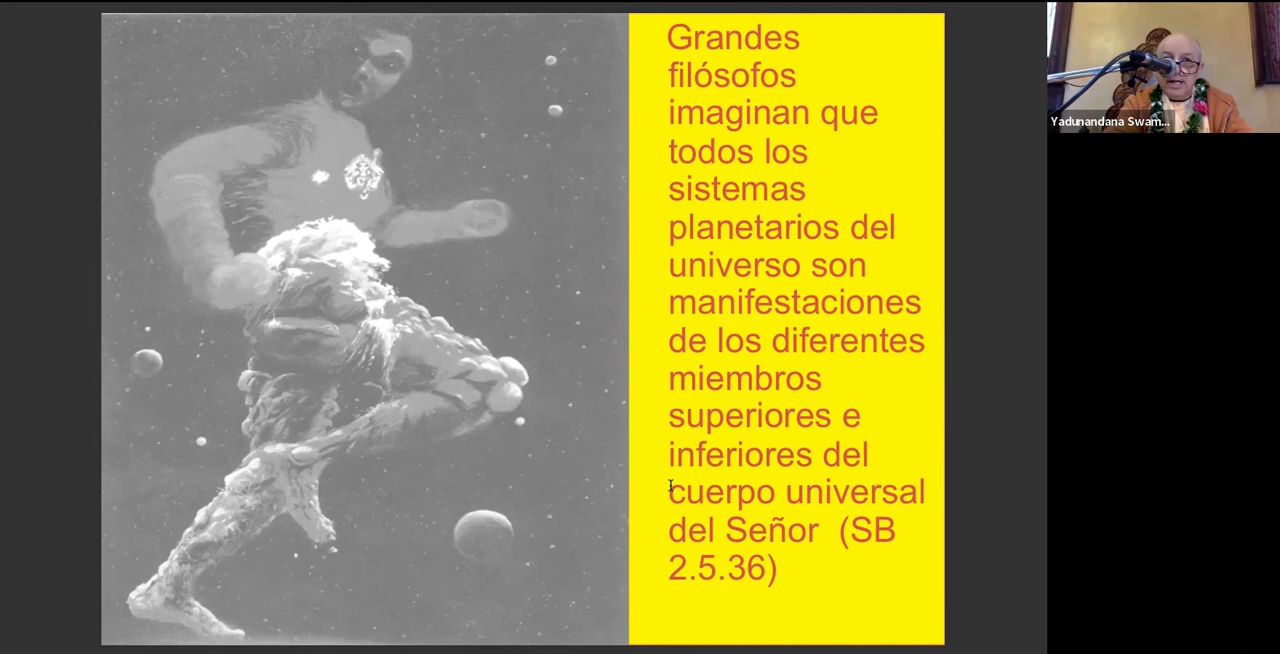 Grandes
filósofos
imaginan que
todos los
sistemas
planetarios del
universo son
manifestaciones
de los diferentes
miembros
superiores e
inferiores del
cuerpo universal
del Señor  (SB
2.5.36)
Yadunandana Swam...